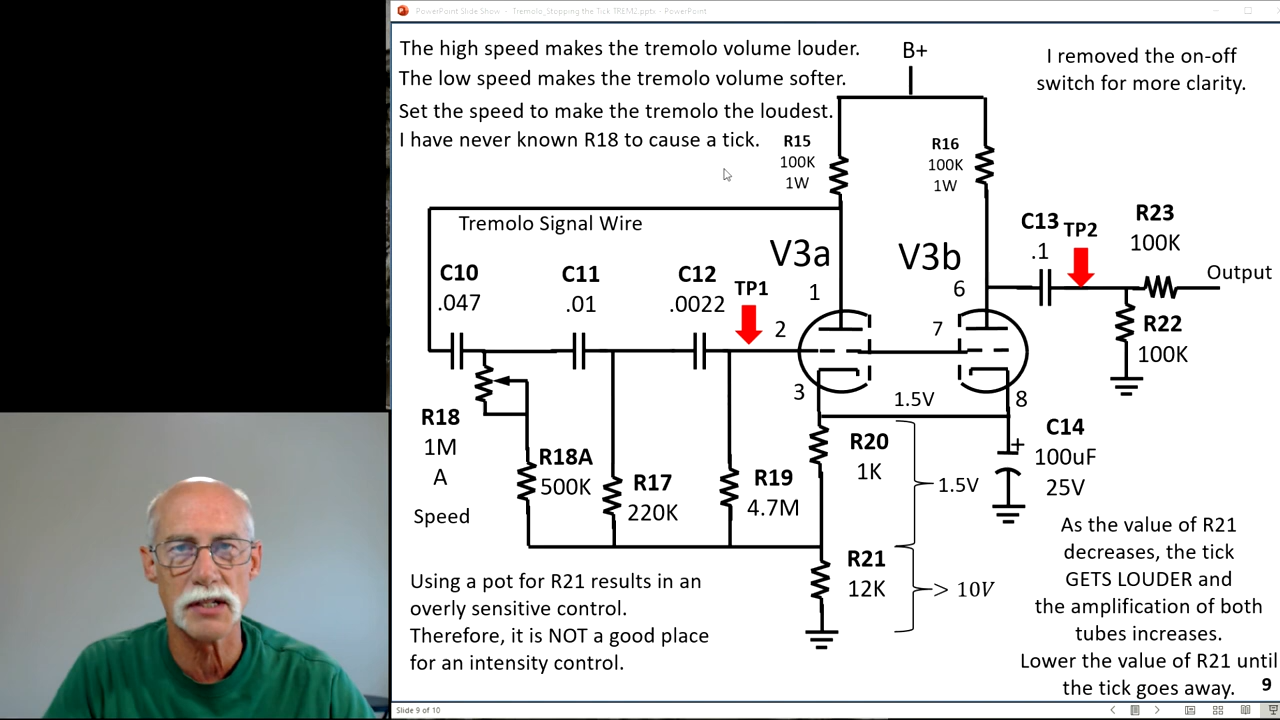 PowerPoint Slide Show - Tremolo_Stopping the Tick TREM2.pptx - PowerPoint
The high speed makes the tremolo volume louder.
The low speed makes the tremolo volume softer.
Set the speed to make the tremolo the loudest.
I have never known R18 to cause a tick.
B+
I removed the on-off
switch for more clarity.
R15
100K
1W
R16
100K
1W
Tremolo Signal Wire
V3a
V3b
C13
.1
TP2
R23
100K
Output
C10
.047
C11
.01
C12
.0022
TP1
1
2
3
6
7
8
R22
100K
1.5V
R18
1M
A
Speed
R18A
500K
R17
220K
R19
4.7M
R20
1K
1.5V
+
C14
100uF
25V
R21
12K
> 10V
As the value of R21
decreases, the tick
GETS LOUDER and
the amplification of both
tubes increases.
Lower the value of R21 until
the tick goes away.
Using a pot for R21 results in an
overly sensitive control.
Therefore, it is NOT a good place
for an intensity control.
9
Slide 9 of 10